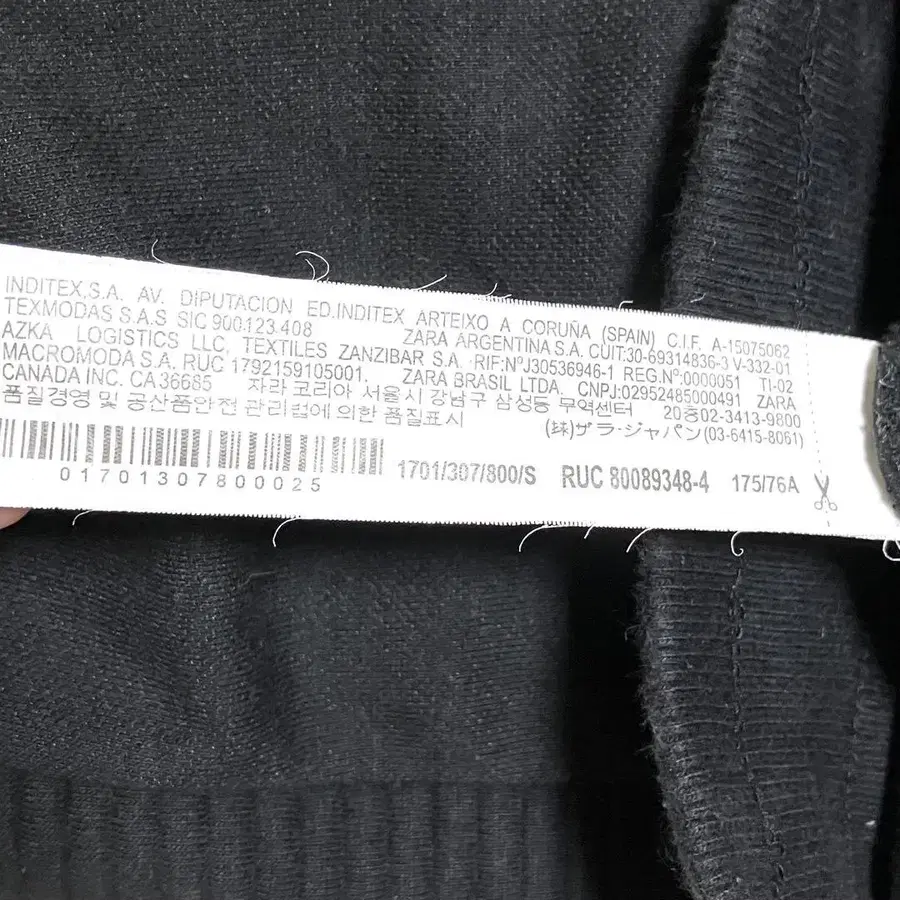 INDITEX,S.A. AV. DIPUTACION ED.INDITEX ARTEIXO A CORUÑA (SPAIN) C.I.F. A-15075062
TEXMODAS S.A.S SIC 900.123.408 ZARA ARGENTINA S.A. CUIT:30-69314836-3 V-332-01
AZKA LOGISTICS LLC, TEXTILES ZANZIBAR S.A. RIF:NºJ30536946-1 REG.Nº:0000051 TI-02
MACROMODA S.A. RUC 1792159105001, ZARA BRASIL LTDA. CNPJ:02952485000491 ZARA
CANADA INC. CA 36685 자라 코리아 서울시 강남구 삼성동 무역센터 20층02-3413-9800
품질경영 및 공산품안전 관리법에 의한 품질표시 (株)ザラ・ジャパン(03-6415-8061)
01701307800025 1701/307/800/S RUC 80089348-4 175/76A